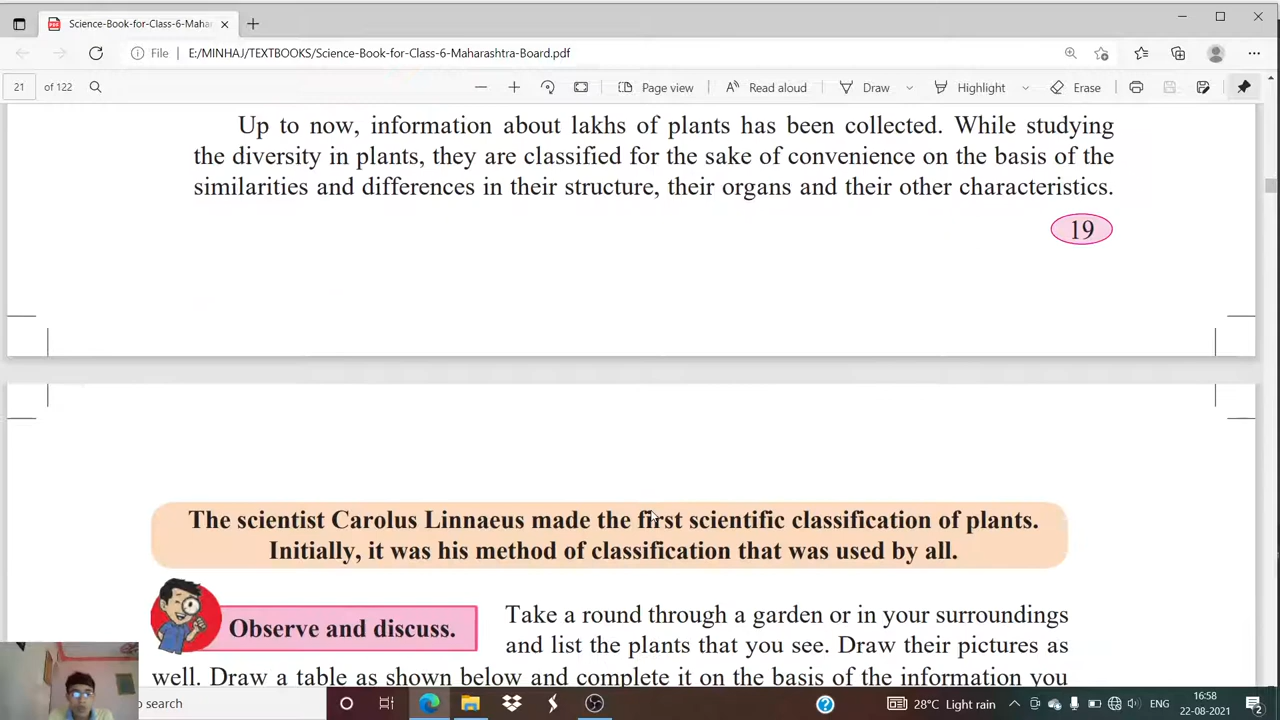 Science-Book-for-Class-6-Mahar
File
E:/MINHAJ/TEXTBOOKS/Science-Book-for-Class-6-Maharashtra-Board.pdf
21 of 122
Page view
Read aloud
Draw
Highlight
Erase
Up to now, information about lakhs of plants has been collected. While studying
the diversity in plants, they are classified for the sake of convenience on the basis of the
similarities and differences in their structure, their organs and their other characteristics.
19
The scientist Carolus Linnaeus made the first scientific classification of plants.
Initially, it was his method of classification that was used by all.
Observe and discuss.
Take a round through a garden or in your surroundings
and list the plants that you see. Draw their pictures as
well. Draw a table as shown below and complete it on the basis of the information you
search
28°C Light rain
ENG
16:58
22-08-2021
2